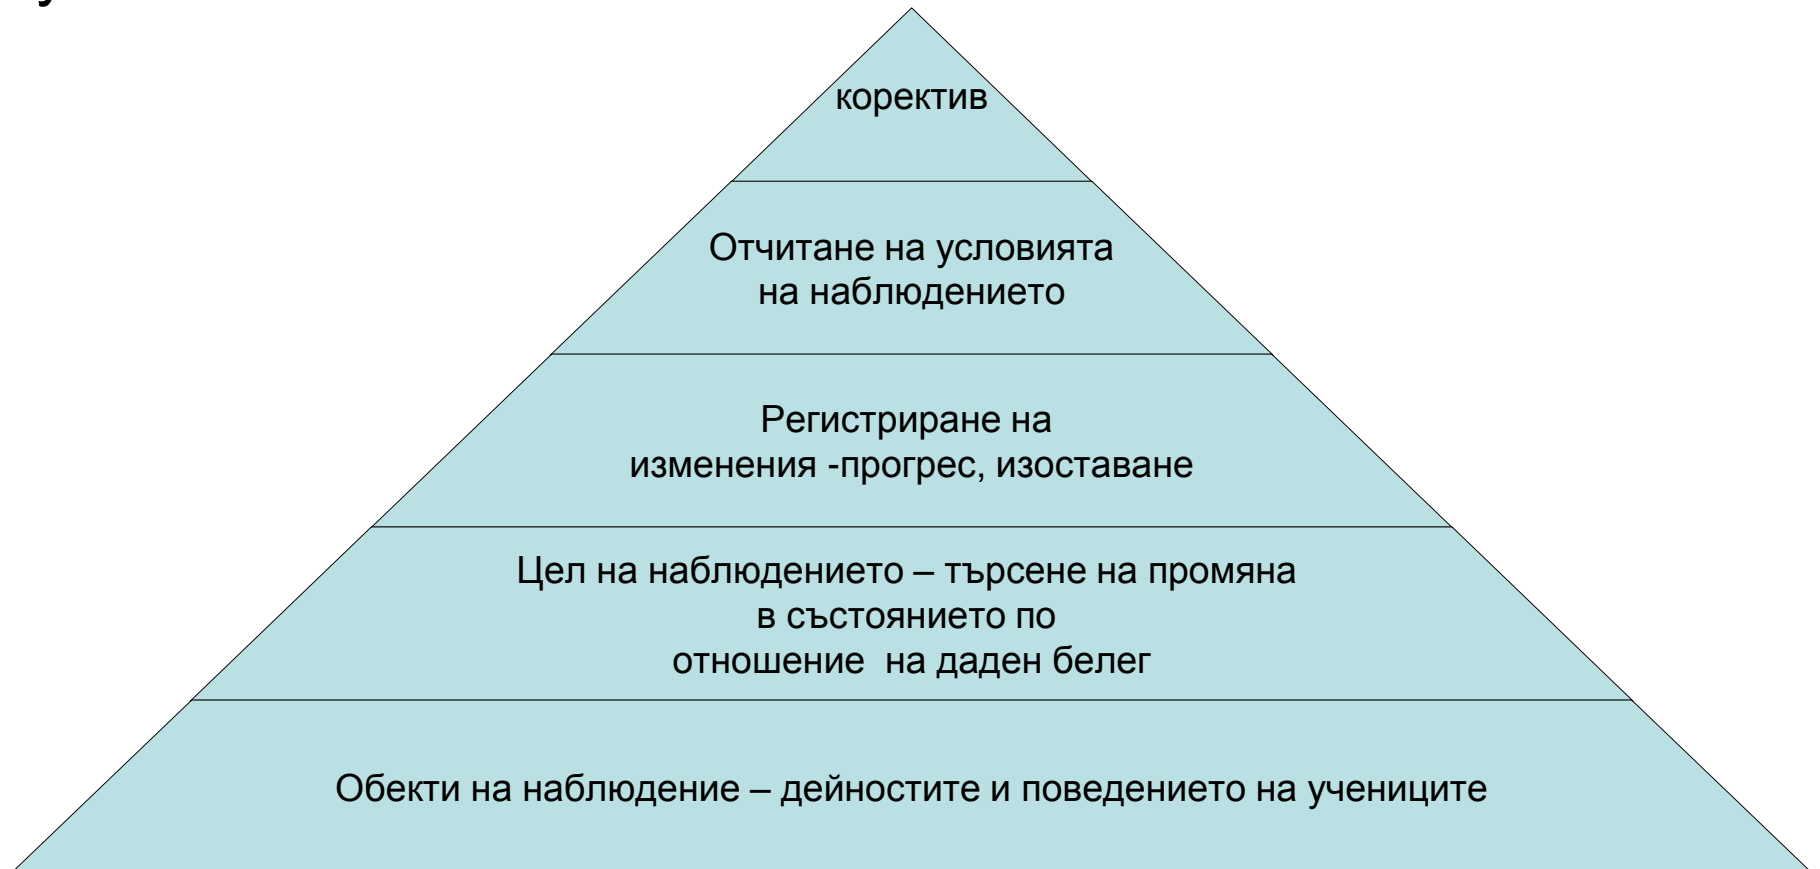 коректив
Отчитане на условията
на наблюдението
Регистриране на
изменения -прогрес, изоставане
Цел на наблюдението – търсене на промяна
в състоянието по
отношение  на даден белег
Обекти на наблюдение – дейностите и поведението на учениците